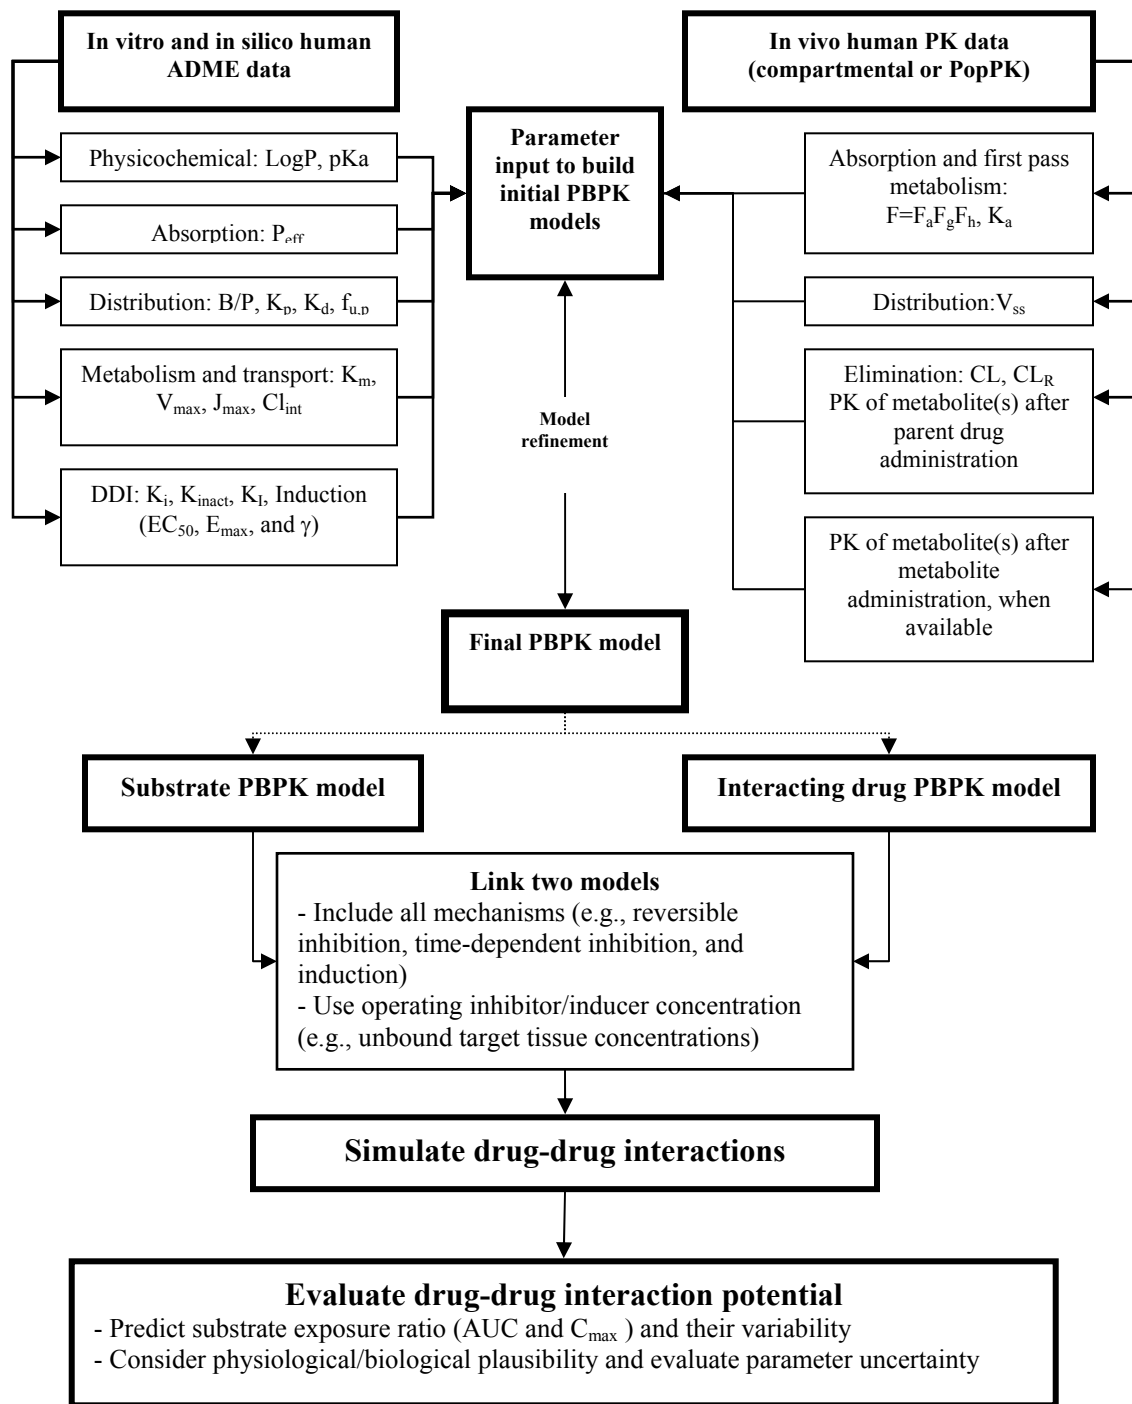 In vitro and in silico human
ADME data
In vivo human PK data
(compartmental or PopPK)
Parameter
input to build
initial PBPK
models
Physicochemical: LogP, pKa
Absorption: Peff
Distribution: B/P, Kp, Kd, fu,p
Metabolism and transport: Km,
Vmax, Jmax, Clint
DDI: Ki, Kinact, KI, Induction
(EC50, Emax, and γ)
Absorption and first pass
metabolism:
F=FaFgFh, Ka
Distribution:Vss
Elimination: CL, CLR
PK of metabolite(s) after
parent drug
administration
PK of metabolite(s) after
metabolite
administration, when
available
Model
refinement
Final PBPK model
Substrate PBPK model
Interacting drug PBPK model
Link two models
- Include all mechanisms (e.g., reversible
inhibition, time-dependent inhibition, and
induction)
- Use operating inhibitor/inducer concentration
(e.g., unbound target tissue concentrations)
Simulate drug-drug interactions
Evaluate drug-drug interaction potential
- Predict substrate exposure ratio (AUC and Cmax ) and their variability
- Consider physiological/biological plausibility and evaluate parameter uncertainty